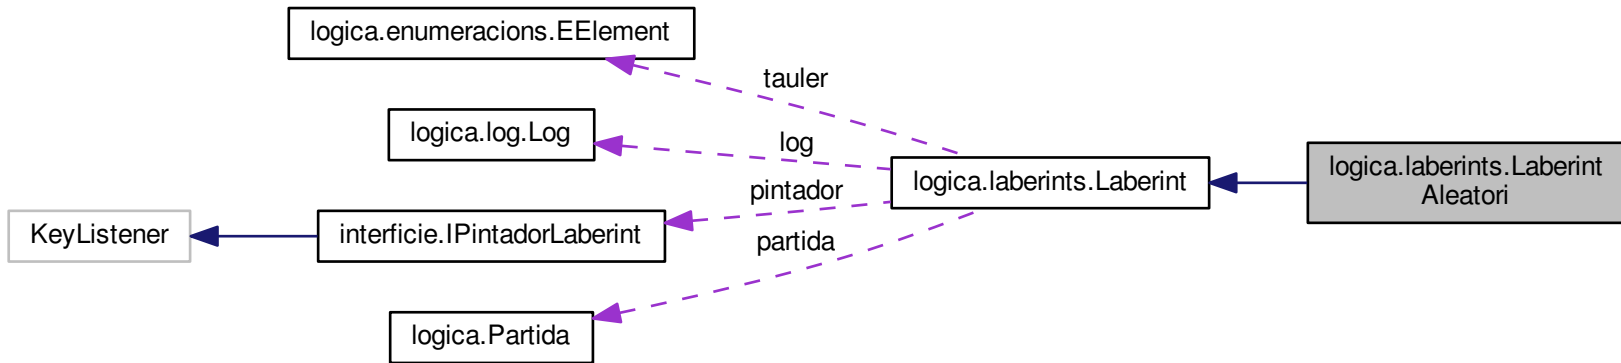 logica.enumeracions.EElement
tauler
logica.log.Log
log
logica.laberints.Laberint
logica.laberints.Laberint
Aleatori
pintador
KeyListener
interficie.IPintadorLaberint
partida
logica.Partida